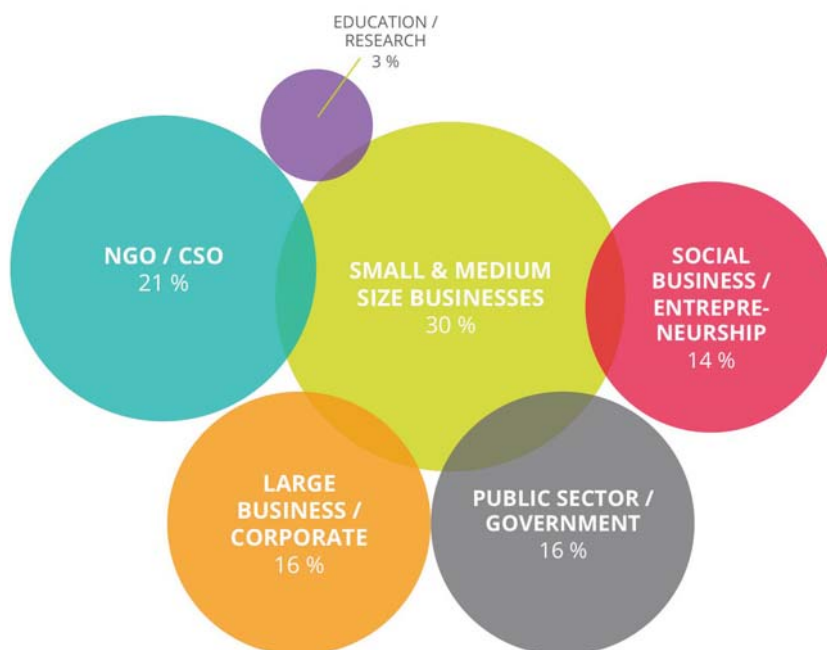 EDUCATION /
RESEARCH
3 %
NGO / CSO
21 %
SMALL & MEDIUM
SIZE BUSINESSES
30 %
SOCIAL
BUSINESS /
ENTREPRE-
NEURSHIP
14 %
LARGE
BUSINESS /
CORPORATE
16 %
PUBLIC SECTOR /
GOVERNMENT
16 %